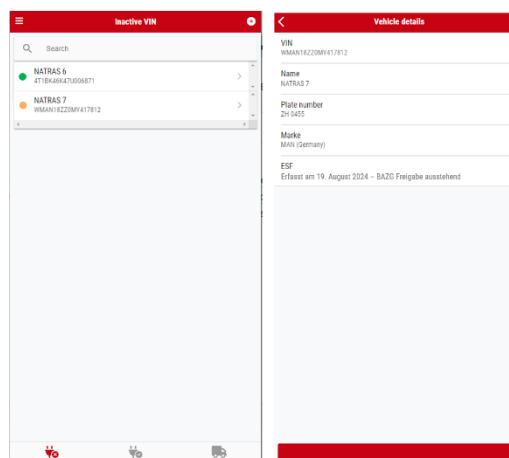 Inactive VIN
Search
NATRAS 6
4T1BK46K47U006871
NATRAS 7
WMAN18ZZ0MY417812
Vehicle details
VIN
WMAN18ZZ0MY417812
Name
NATRAS 7
Plate number
ZH 0455
Marke
MAN (Germany)
ESF
Erfasst am 19. August 2024 – BAZG Freigabe ausstehend